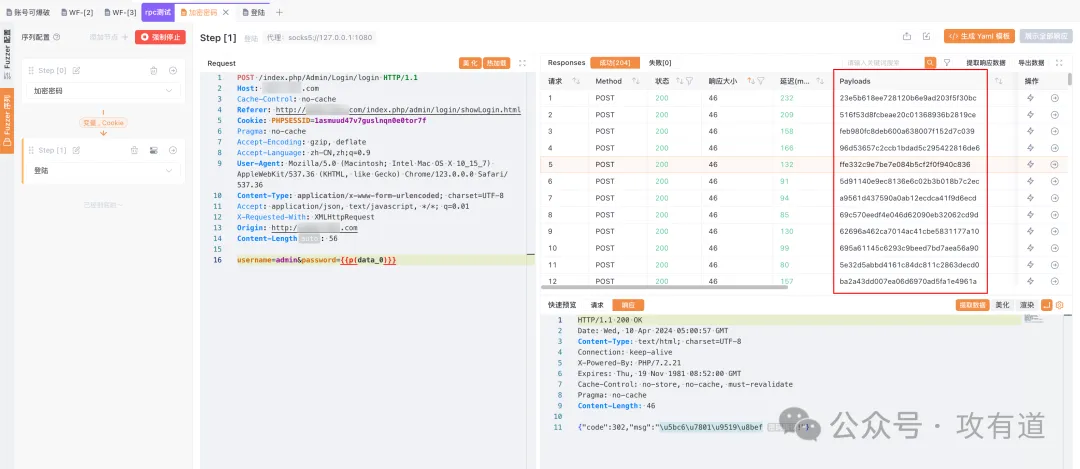 账号可爆破
WF-[2]
WF-[3]
rpc测试
加密密码
登陆
Fuzzer 配置
Fuzzer 序列
序列配置
添加节点 +
强制停止
Step [0]
加密密码
变量 , Cookie
Step [1]
登陆
Step [1] 登陆 代理: socks5://127.0.0.1:1080
生成 Yaml 模板
展示全部响应
Request 美化 热加载
1 POST /index.php/Admin/Login/login HTTP/1.1
2 Host: .com
3 Cache-Control: no-cache
4 Referer: http:// .com/index.php/admin/login/showLogin.html
5 Cookie: PHPSESSID=1asmuud47v7guslnqn0e0tor7f
6 Pragma: no-cache
7 Accept-Encoding: gzip, deflate
8 Accept-Language: zh-CN,zh;q=0.9
9 User-Agent: Mozilla/5.0 (Macintosh; Intel Mac OS X 10_15_7)
AppleWebKit/537.36 (KHTML, like Gecko) Chrome/123.0.0.0 Safari/
537.36
10 Content-Type: application/x-www-form-urlencoded; charset=UTF-8
11 Accept: application/json, text/javascript, */*; q=0.01
12 X-Requested-With: XMLHttpRequest
13 Origin: http: .com
14 Content-Length : 56
15
16 username=admin&password={{p(data_0)}}
Responses 成功[204] 失败[0] 请输入关键词搜索 提取响应数据 导出数据
请求 Method 状态 响应大小 延迟(m... Payloads 操作
1 POST 200 46 232 23e5b618ee728120b6e9ad203f5f30bc
2 POST 200 46 209 516f53d8fcbeae20c01368936b2819ce
3 POST 200 46 158 feb980fc8deb600a638007f152d7c039
4 POST 200 46 166 96d53657c2ccb1bdad5c295422816de6
5 POST 200 46 132 ffe332c9e7be7e084b5cf2f0f940c836
6 POST 200 46 91 5d91140e9ec8136e6c02b3b018b7c2ec
7 POST 200 46 94 a9561d437590a0ab12ecdca41f9d6ecd
8 POST 200 46 85 69c570eedf4e046d62090eb32062cd9d
9 POST 200 46 130 62696a462ca7014ac41cbe5831177a10
10 POST 200 46 99 695a61145c6293c9beed7bd7aea56a90
11 POST 200 46 80 5e32d5abbd4161c84dc811c2863decd0
12 POST 200 46 157 ba2a43dd007ea06d6970ad5fa1e4961a
快速预览 请求 响应 提取数据 美化 渲染
1 HTTP/1.1 200 OK
2 Date: Wed, 10 Apr 2024 05:00:57 GMT
3 Content-Type: text/html; charset=UTF-8
4 Connection: keep-alive
5 X-Powered-By: PHP/7.2.21
6 Expires: Thu, 19 Nov 1981 08:52:00 GMT
7 Cache-Control: no-store, no-cache, must-revalidate
8 Pragma: no-cache
9 Content-Length: 46
10
11 {"code":302,"msg":"\u5bc6\u7801\u9519\u8bef
公众号 · 攻有道